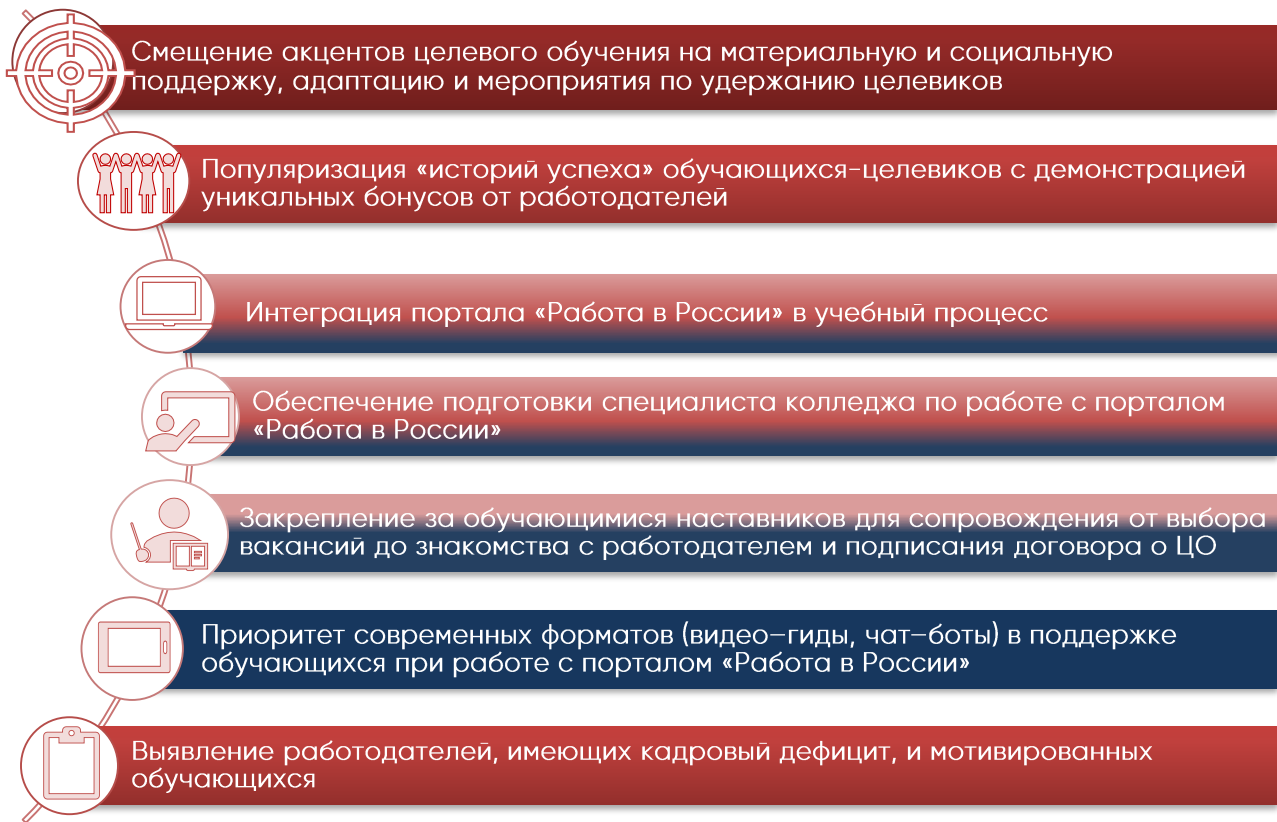 Смещение акцентов целевого обучения на материальную и социальную
поддержку, адаптацию и мероприятия по удержанию целевиков
Популяризация «историй успеха» обучающихся-целевиков с демонстрацией
уникальных бонусов от работодателей
Интеграция портала «Работа в России» в учебный процесс
Обеспечение подготовки специалиста колледжа по работе с порталом
«Работа в России»
Закрепление за обучающимися наставников для сопровождения от выбора
вакансий до знакомства с работодателем и подписания договора о ЦО
Приоритет современных форматов (видео–гиды, чат–боты) в поддержке
обучающихся при работе с порталом «Работа в России»
Выявление работодателей, имеющих кадровый дефицит, и мотивированных
обучающихся